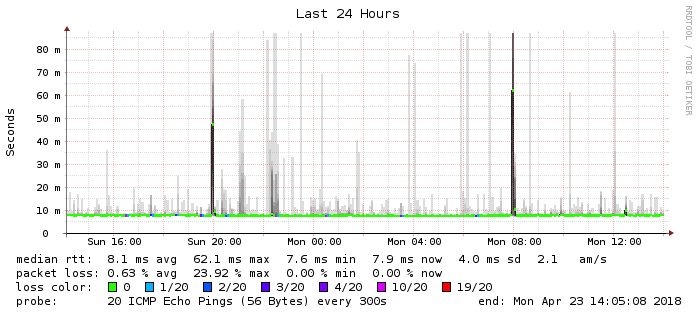 Last 24 Hours
RRDTOOL / TOBI OETIKER
Seconds
80 m
70 m
60 m
50 m
40 m
30 m
20 m
10 m
0
Sun 16:00 Sun 20:00 Mon 00:00 Mon 04:00 Mon 08:00 Mon 12:00
median rtt: 8.1 ms avg 62.1 ms max 7.6 ms min 7.9 ms now 4.0 ms sd 2.1 am/s
packet loss: 0.63 % avg 23.92 % max 0.00 % min 0.00 % now
loss color: 0 1/20 2/20 3/20 4/20 10/20 19/20
probe: 20 ICMP Echo Pings (56 Bytes) every 300s end: Mon Apr 23 14:05:08 2018